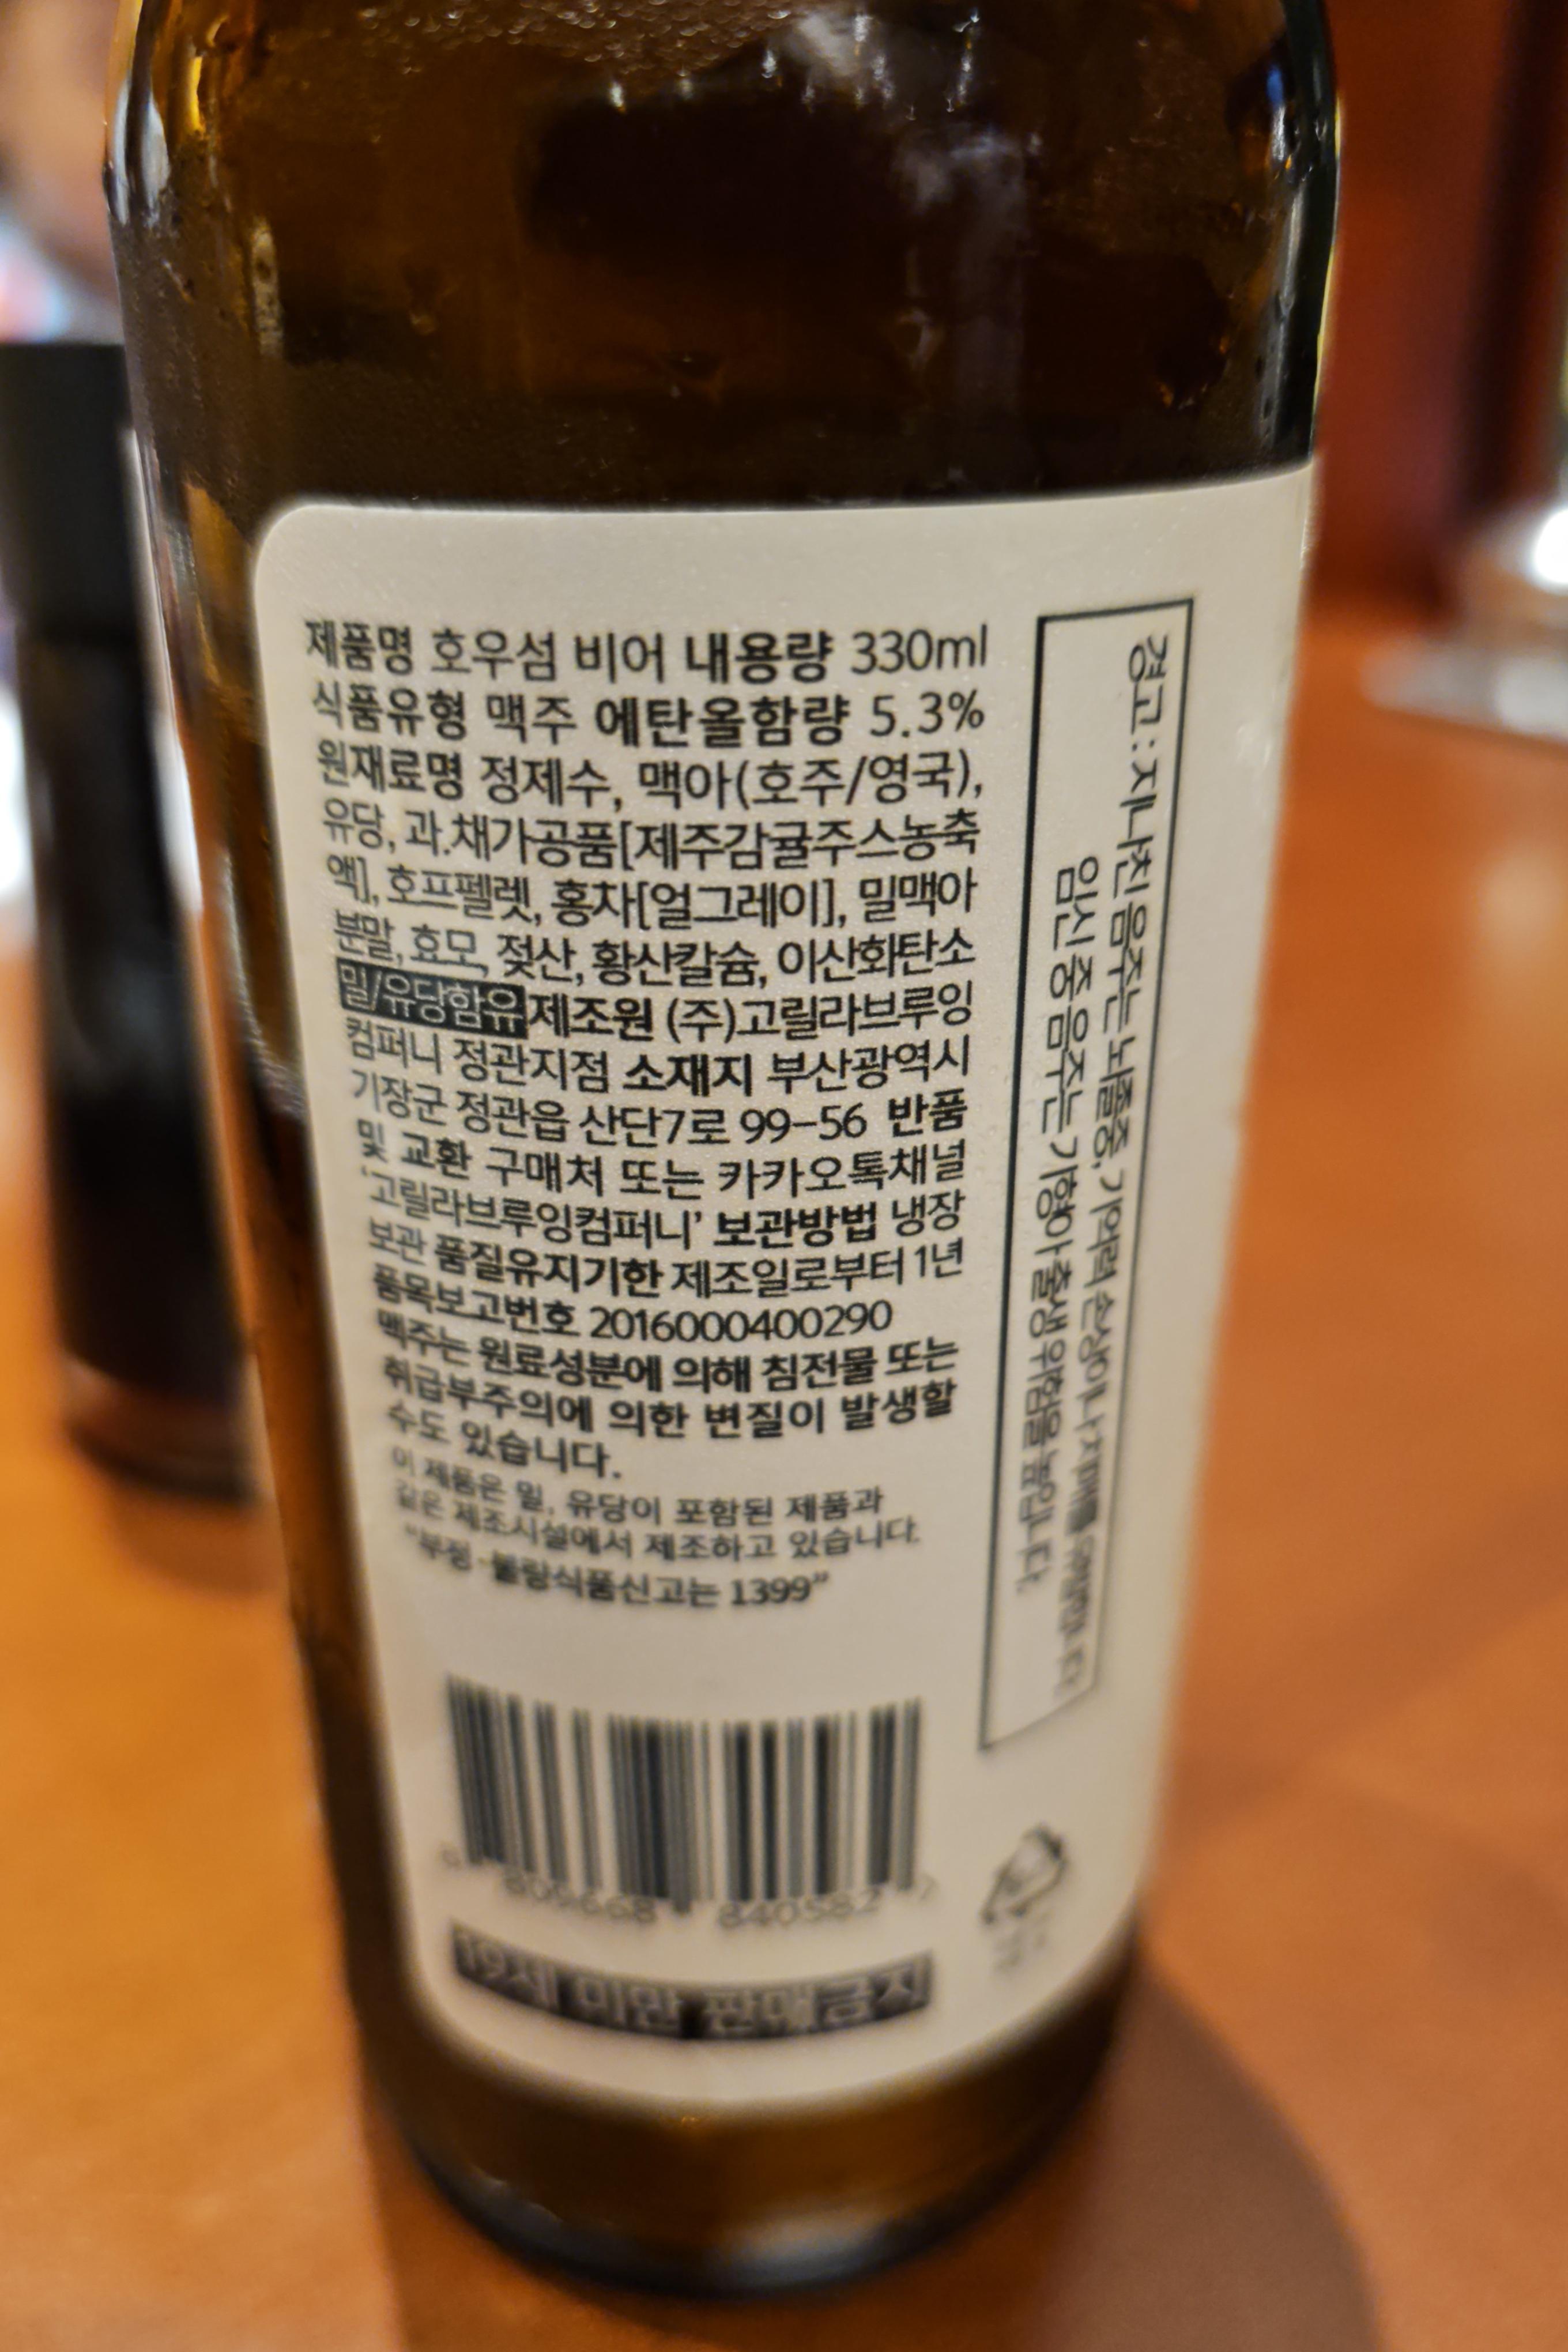 제품명 호우섬 비어 내용량 330ml
식품유형 맥주 에탄올함량 5.3%
원재료명 정제수, 맥아(호주/영국),
유당, 과.채가공품[제주감귤주스농축
액], 호프펠렛, 홍차[얼그레이], 밀맥아
분말, 효모, 젖산, 황산칼슘, 이산화탄소
밀/유당함유 제조원 (주)고릴라브루잉
컴퍼니 정관지점 소재지 부산광역시
기장군 정관읍 산단7로 99-56 반품
및 교환 구매처 또는 카카오톡채널
‘고릴라브루잉컴퍼니’ 보관방법 냉장
보관 품질유지기한 제조일로부터 1년
품목보고번호 20160000400290
맥주는 원료성분에 의해 침전물 또는
취급부주의에 의한 변질이 발생할
수도 있습니다.
이 제품은 밀, 유당이 포함된 제품과
같은 제조시설에서 제조하고 있습니다.
“부정·불량식품신고는 1399”
840582
19세 미만 판매금지
경고 : 지나친 음주는 뇌졸중, 기억력 손상이나 치매를 유발합니다.
임신 중 음주는 기형아 출생 위험을 높입니다.